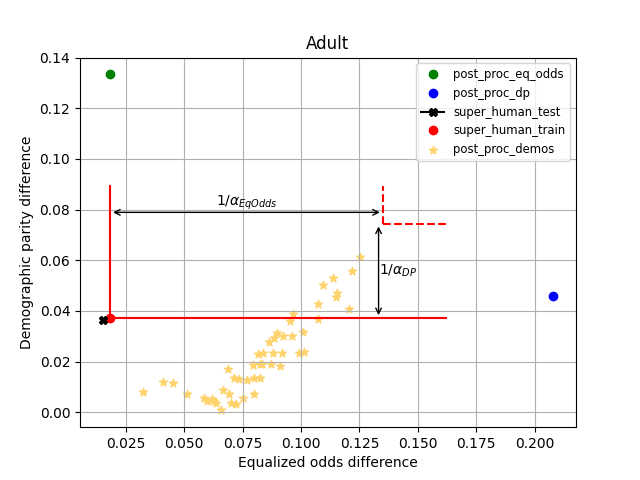 Adult
0.14
0.12
0.10
0.08
0.06
0.04
0.02
0.00
Demographic parity difference
post_proc_eq_odds
post_proc_dp
super_human_test
super_human_train
post_proc_demos
1/α_EqOdds
1/α_DP
0.025 0.050 0.075 0.100 0.125 0.150 0.175 0.200
Equalized odds difference